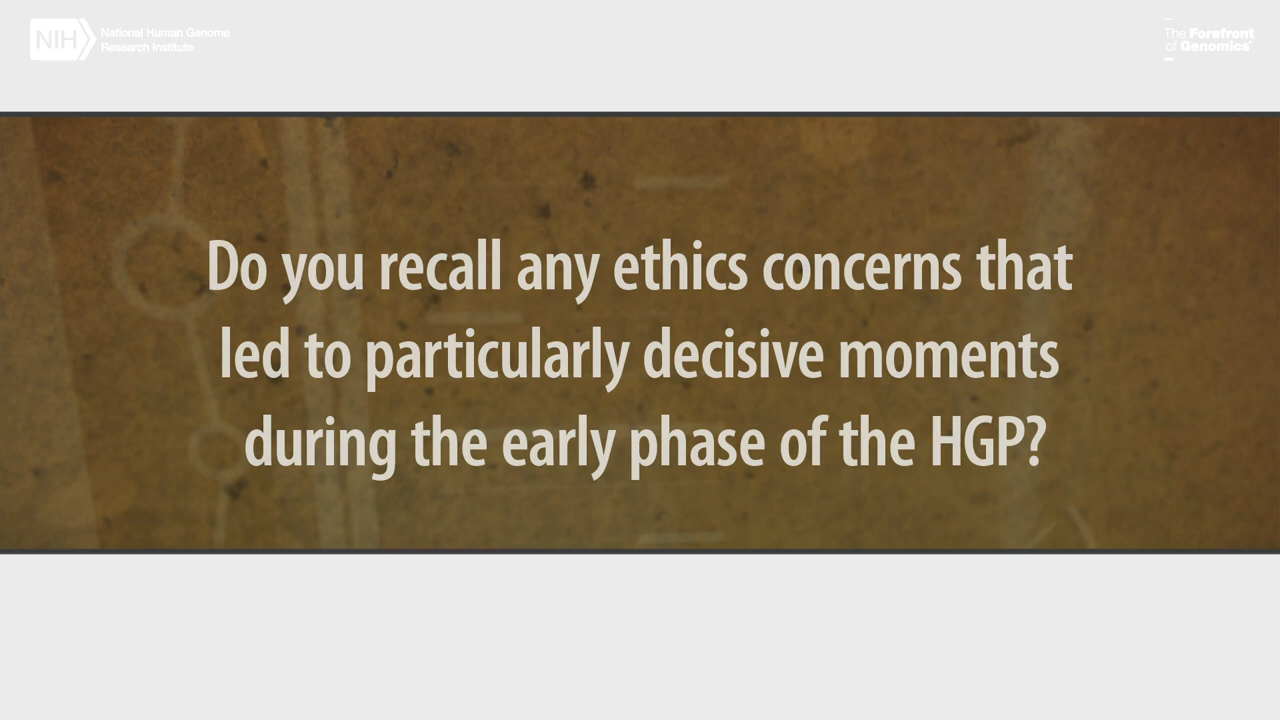 NIH National Human Genome
Research Institute
The Forefront
of Genomics®
Do you recall any ethics concerns that
led to particularly decisive moments
during the early phase of the HGP?